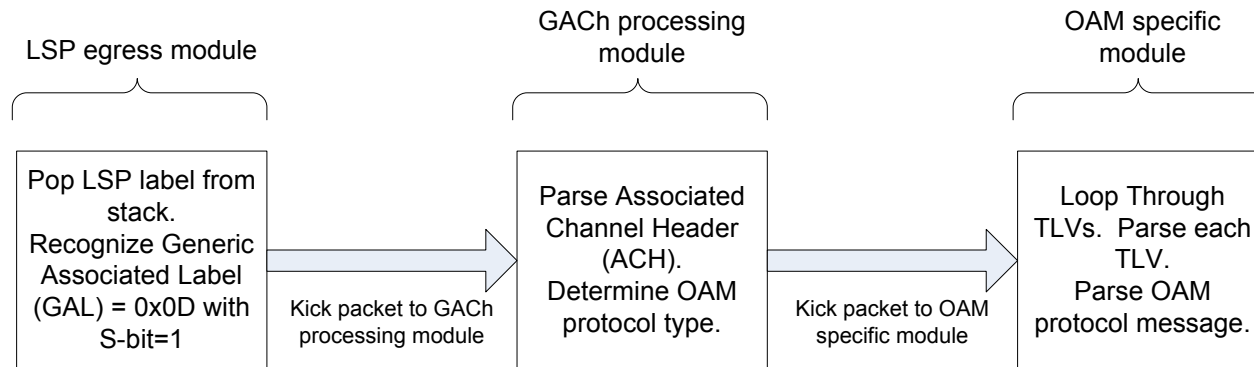 LSP egress module
GACh processing
module
OAM specific
module
Pop LSP label from
stack.
Recognize Generic
Associated Label
(GAL) = 0x0D with
S-bit=1
Kick packet to GACh
processing module
Parse Associated
Channel Header
(ACH).
Determine OAM
protocol type.
Kick packet to OAM
specific module
Loop Through
TLVs. Parse each
TLV.
Parse OAM
protocol message.